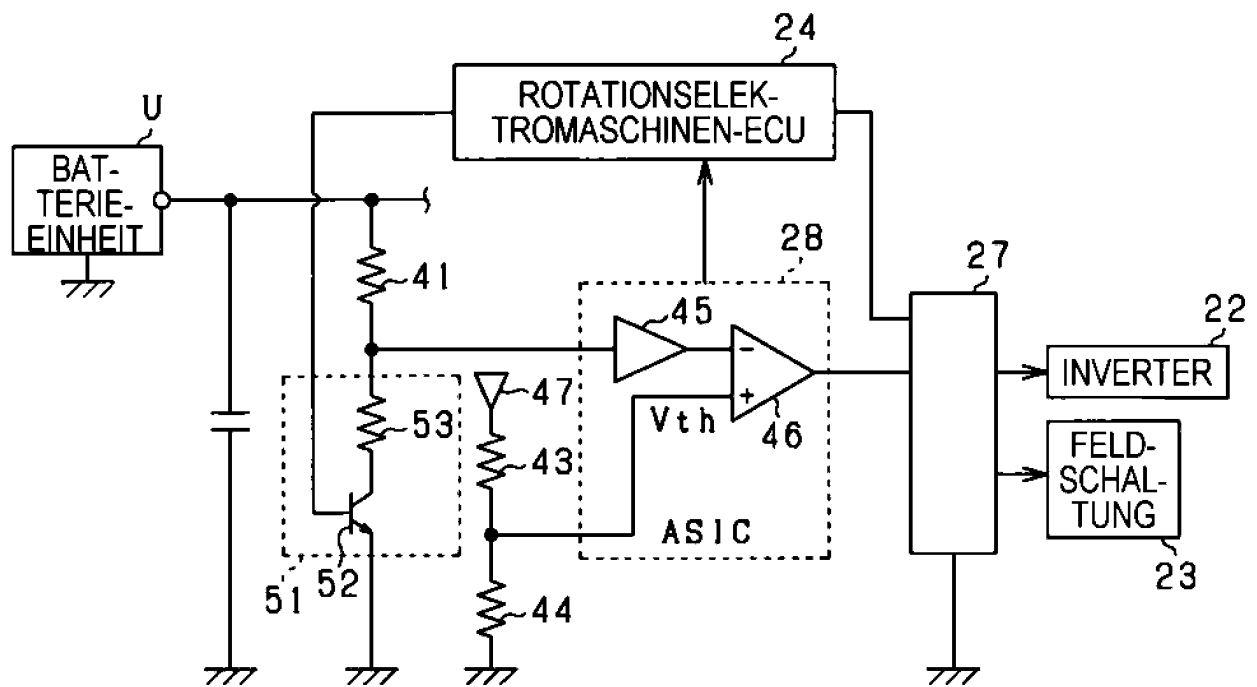 24
ROTATIONSELEK-
TROMASCHINEN-ECU
U
BAT-
TERIE-
EINHEIT
41
28
27
22
45
−
INVERTER
53
47
+
46
Vth
43
FELD-
SCHAL-
TUNG
ASIC
51
52
44
23